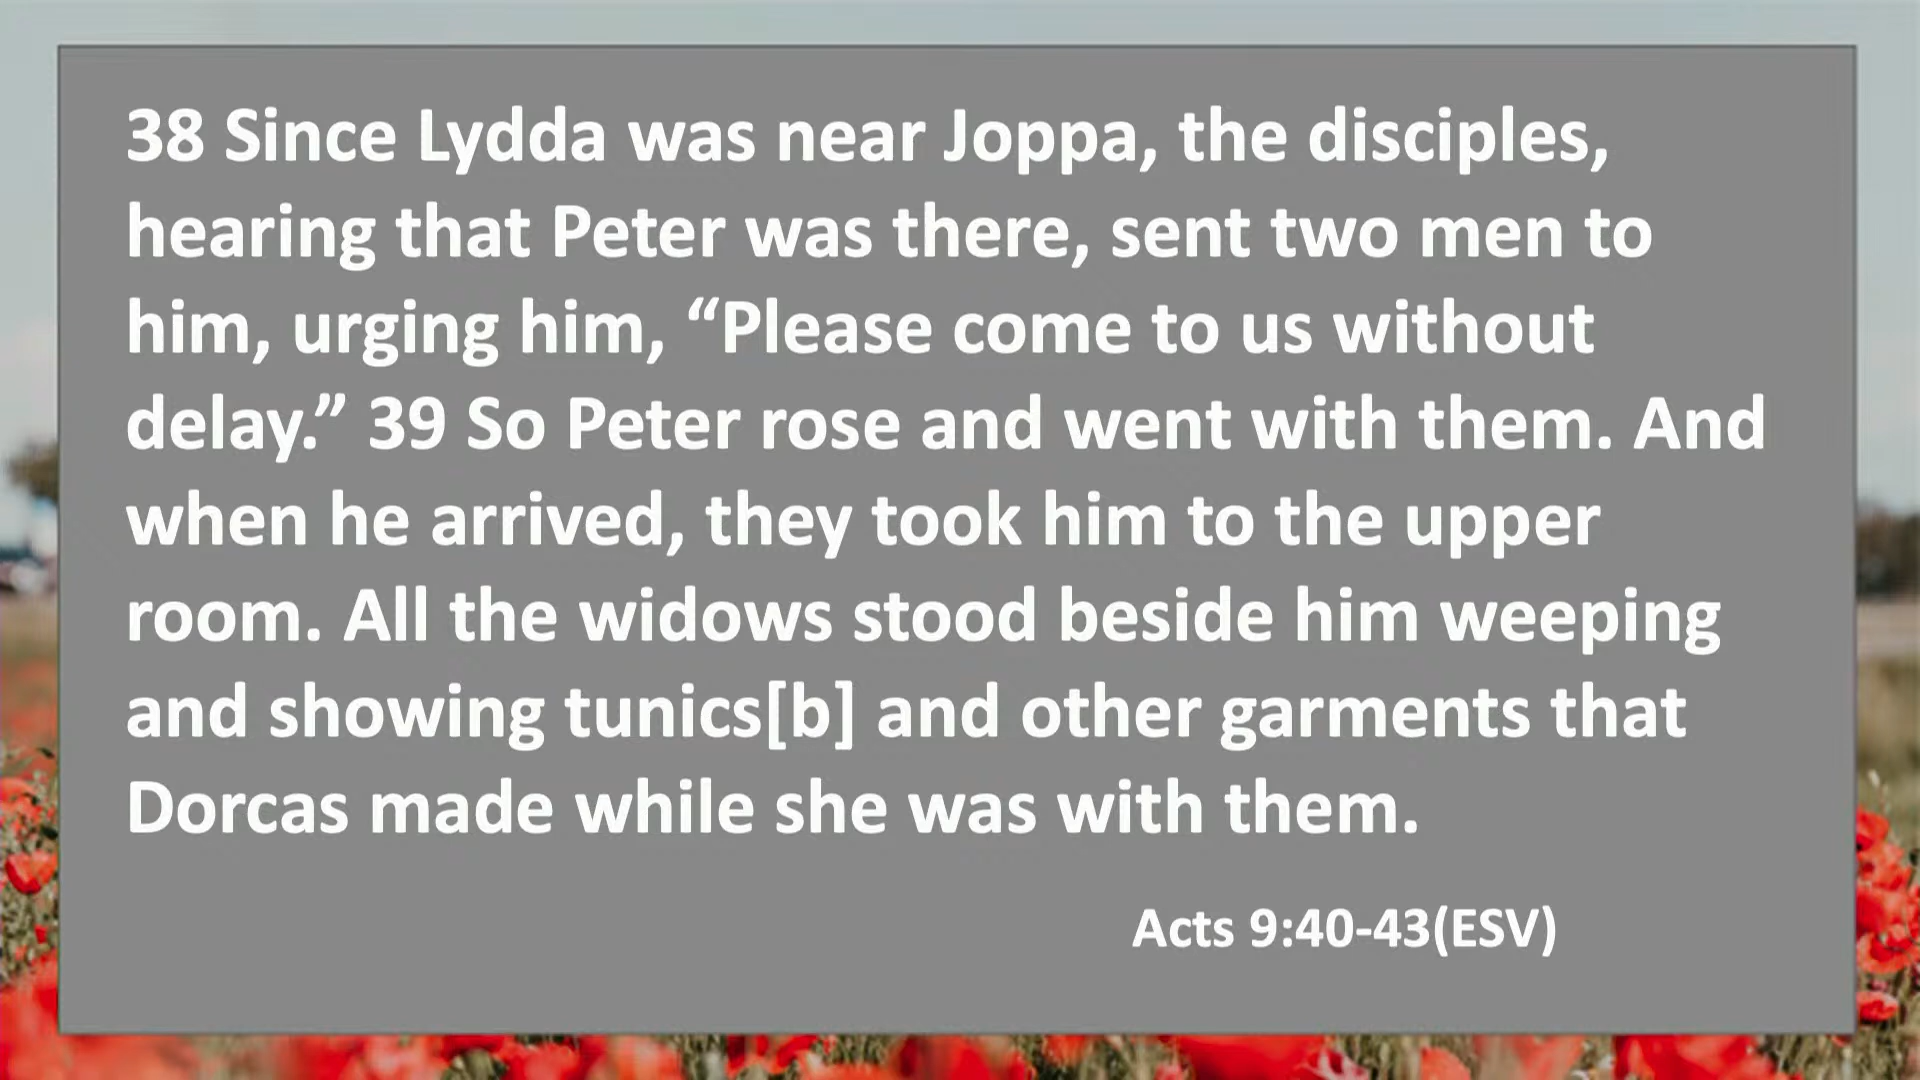 38 Since Lydda was near Joppa, the disciples,
hearing that Peter was there, sent two men to
him, urging him, “Please come to us without
delay.” 39 So Peter rose and went with them. And
when he arrived, they took him to the upper
room. All the widows stood beside him weeping
and showing tunics[b] and other garments that
Dorcas made while she was with them.
Acts 9:40-43(ESV)